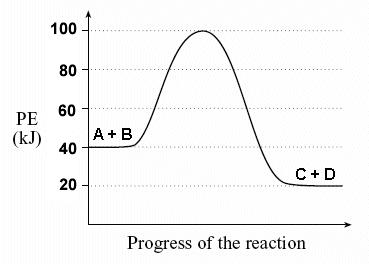 100
80
60
PE
(kJ)
A + B
40
C + D
20
Progress of the reaction